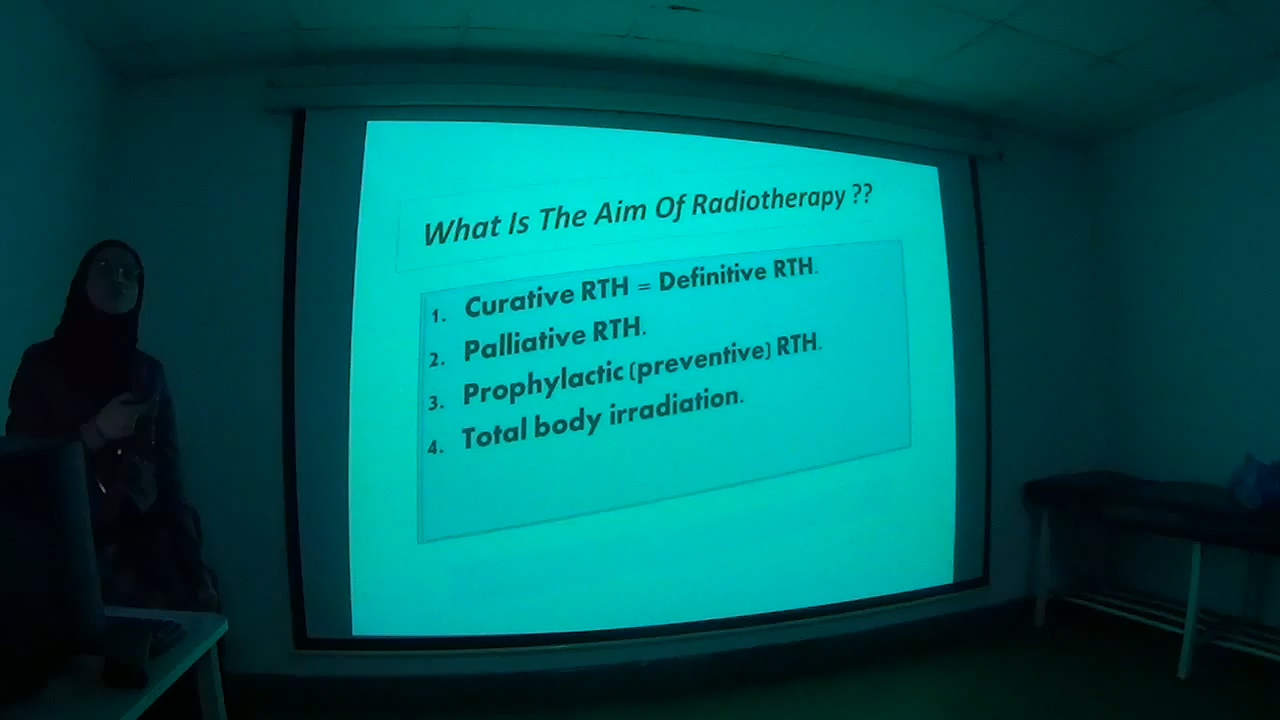 What Is The Aim Of Radiotherapy ??
1. Curative RTH = Definitive RTH.
2. Palliative RTH.
3. Prophylactic (preventive) RTH.
4. Total body irradiation.